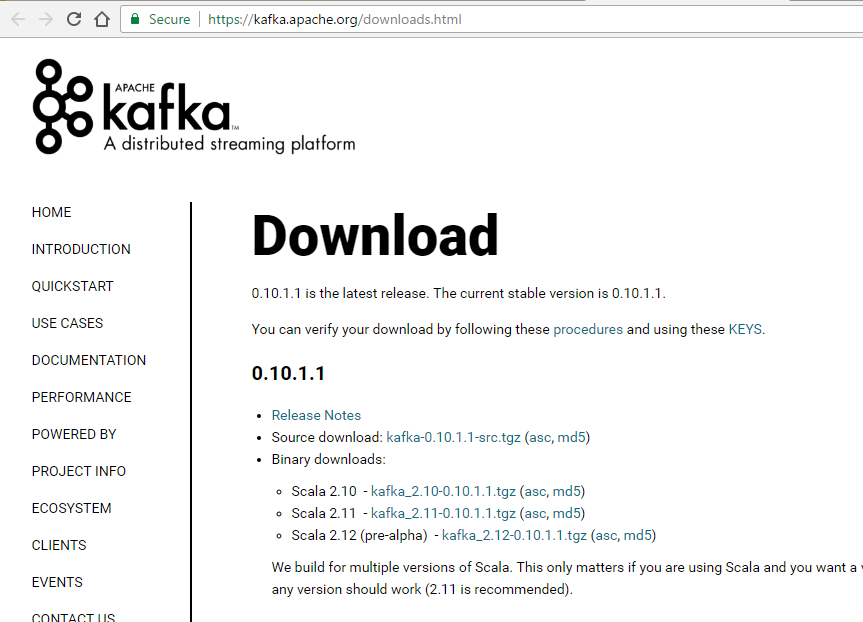 Secure https://kafka.apache.org/downloads.html
APACHE
kafka™
A distributed streaming platform
HOME
INTRODUCTION
QUICKSTART
USE CASES
DOCUMENTATION
PERFORMANCE
POWERED BY
PROJECT INFO
ECOSYSTEM
CLIENTS
EVENTS
CONTACT US
Download
0.10.1.1 is the latest release. The current stable version is 0.10.1.1.
You can verify your download by following these procedures and using these KEYS.
0.10.1.1
• Release Notes
• Source download: kafka-0.10.1.1-src.tgz (asc, md5)
• Binary downloads:
◦ Scala 2.10 - kafka_2.10-0.10.1.1.tgz (asc, md5)
◦ Scala 2.11 - kafka_2.11-0.10.1.1.tgz (asc, md5)
◦ Scala 2.12 (pre-alpha) - kafka_2.12-0.10.1.1.tgz (asc, md5)
We build for multiple versions of Scala. This only matters if you are using Scala and you want a
any version should work (2.11 is recommended).